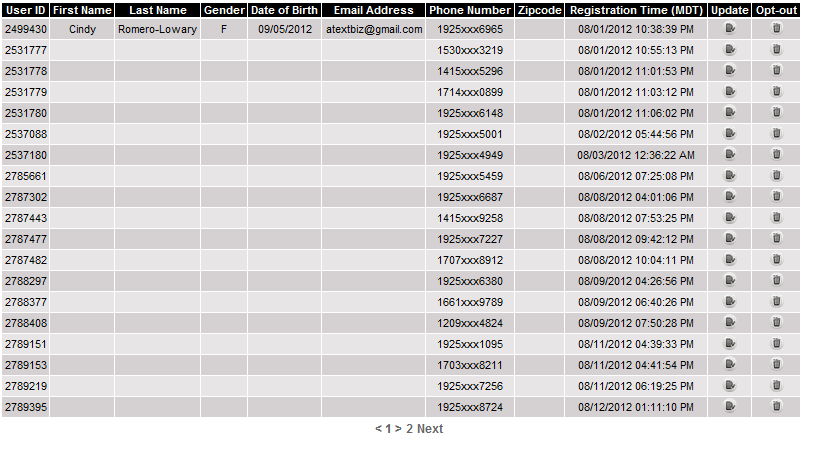 User ID First Name Last Name Gender Date of Birth Email Address Phone Number Zipcode Registration Time (MDT) Update Opt-out
2499430 Cindy Romero-Lowary F 09/05/2012 atextbiz@gmail.com 1925xxx6965 08/01/2012 10:38:39 PM
2531777 1530xxx3219 08/01/2012 10:55:13 PM
2531778 1415xxx5296 08/01/2012 11:01:53 PM
2531779 1714xxx0899 08/01/2012 11:03:12 PM
2531780 1925xxx6148 08/01/2012 11:06:02 PM
2537088 1925xxx5001 08/02/2012 05:44:56 PM
2537180 1925xxx4949 08/03/2012 12:36:22 AM
2785661 1925xxx5459 08/06/2012 07:25:08 PM
2787302 1925xxx6687 08/08/2012 04:01:06 PM
2787443 1415xxx9258 08/08/2012 07:53:25 PM
2787477 1925xxx7227 08/08/2012 09:42:12 PM
2787482 1707xxx8912 08/08/2012 10:04:11 PM
2788297 1925xxx6380 08/09/2012 04:26:56 PM
2788377 1661xxx9789 08/09/2012 06:40:26 PM
2788408 1209xxx4824 08/09/2012 07:50:28 PM
2789151 1925xxx1095 08/11/2012 04:39:33 PM
2789153 1703xxx8211 08/11/2012 04:41:54 PM
2789219 1925xxx7256 08/11/2012 06:19:25 PM
2789395 1925xxx8724 08/12/2012 01:11:10 PM
< 1 > 2 Next